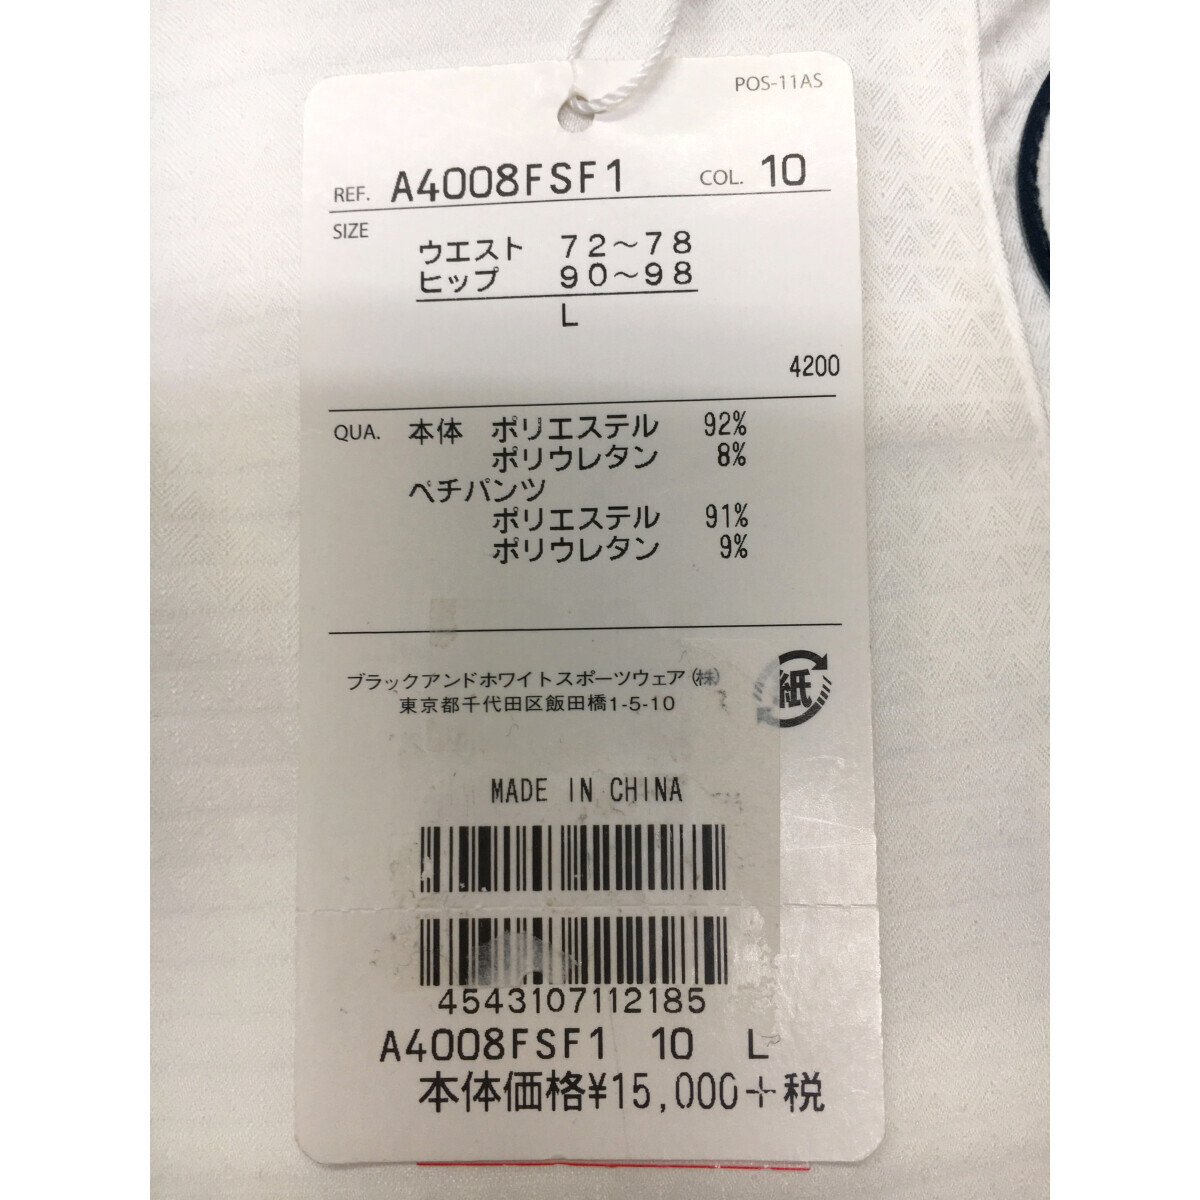 POS-11AS
REF. A4008FSF1 COL. 10
SIZE
ウエスト 72～78
ヒップ 90～98
L
4200
QUA. 本体 ポリエステル 92%
ポリウレタン 8%
ペチパンツ
ポリエステル 91%
ポリウレタン 9%
ブラックアンドホワイトスポーツウェア(株)
東京都千代田区飯田橋1-5-10
紙
MADE IN CHINA
4543107112185
A4008FSF1 10 L
本体価格¥15,000+税